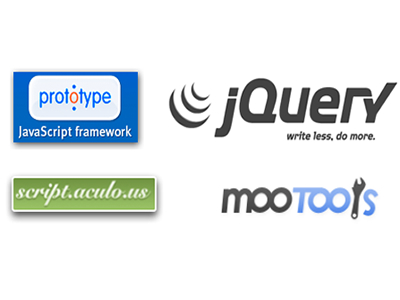 prototype
JavaScript framework
jQuery
write less, do more.
script.aculo.us
mooTOOLS